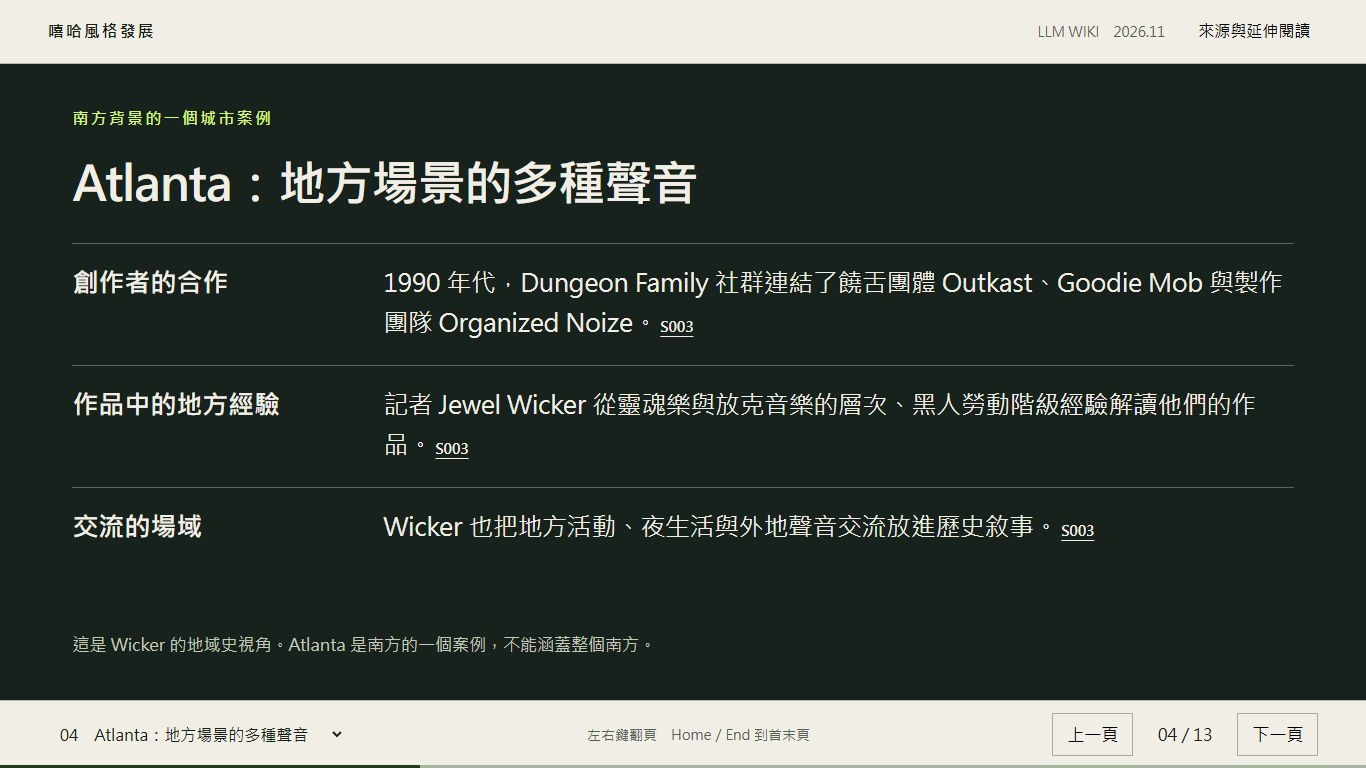 嘻哈風格發展
LLM WIKI 2026.11 來源與延伸閱讀
南方背景的一個城市案例
Atlanta：地方場景的多種聲音
創作者的合作
1990 年代，Dungeon Family 社群連結了饒舌團體 Outkast、Goodie Mob 與製作
團隊 Organized Noize。 S003
作品中的地方經驗
記者 Jewel Wicker 從靈魂樂與放克音樂的層次、黑人勞動階級經驗解讀他們的作
品。 S003
交流的場域
Wicker 也把地方活動、夜生活與外地聲音交流放進歷史敘事。 S003
這是 Wicker 的地域史視角。Atlanta 是南方的一個案例，不能涵蓋整個南方。
04 Atlanta：地方場景的多種聲音
左右鍵翻頁 Home / End 到首末頁
上一頁 04 / 13 下一頁